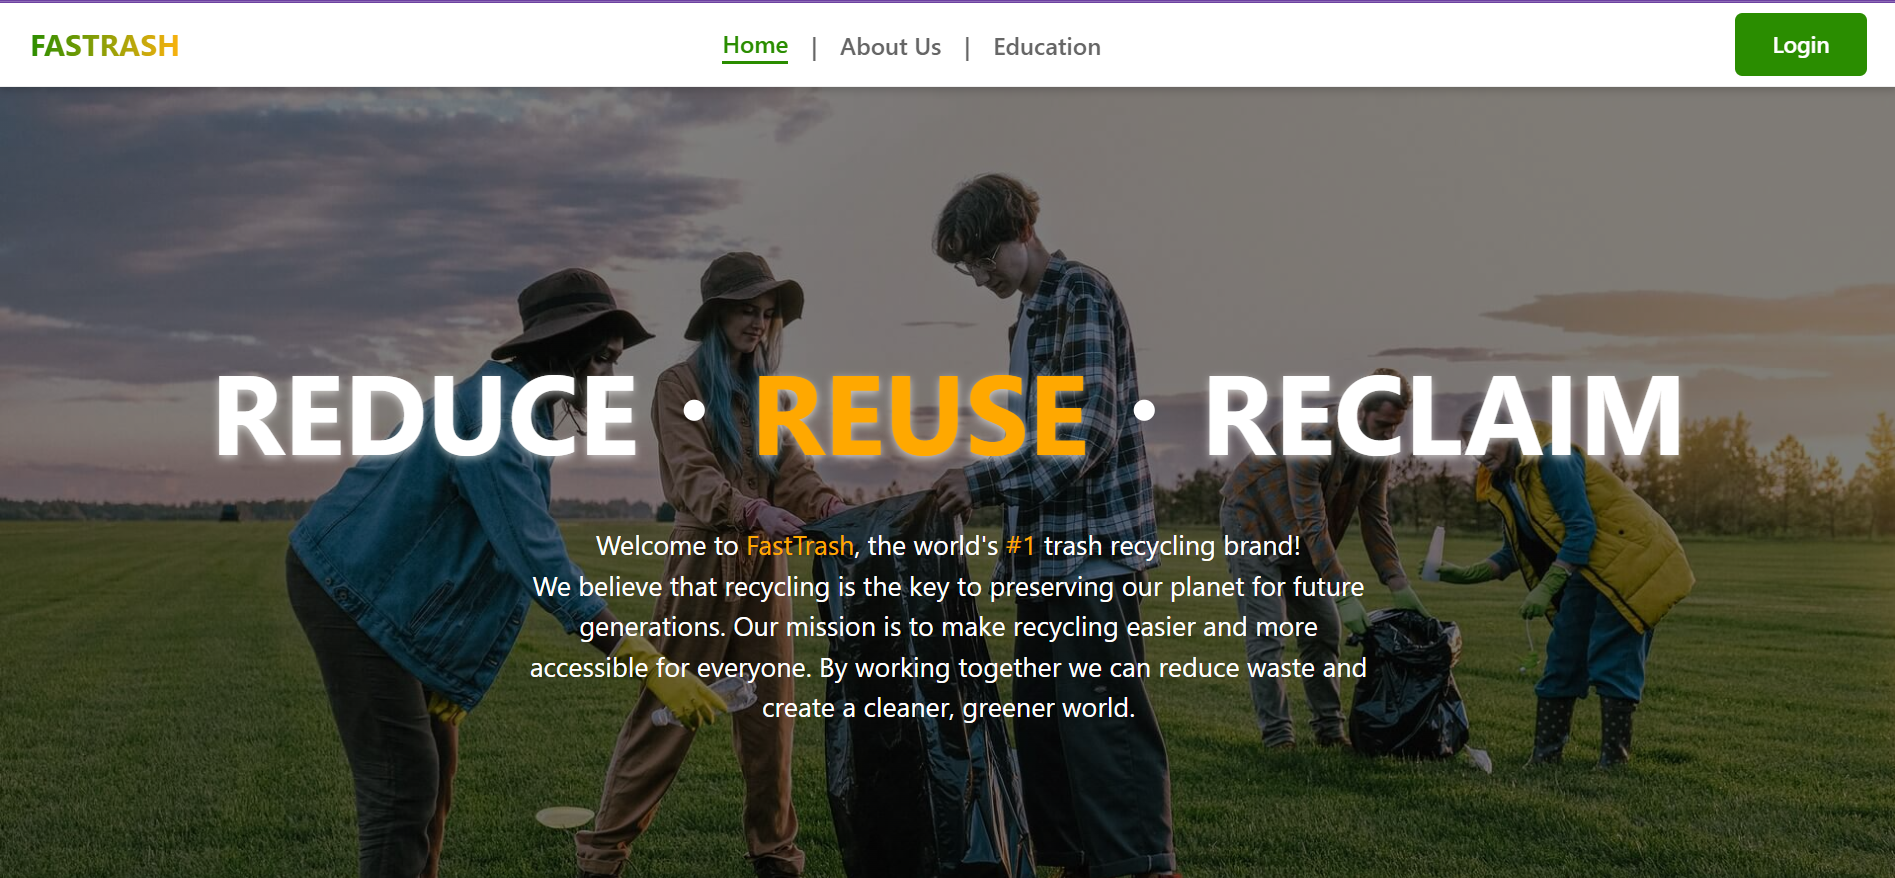 FASTRASH
Home | About Us | Education
Login
REDUCE • REUSE • RECLAIM
Welcome to FastTrash, the world's #1 trash recycling brand!
We believe that recycling is the key to preserving our planet for future
generations. Our mission is to make recycling easier and more
accessible for everyone. By working together we can reduce waste and
create a cleaner, greener world.